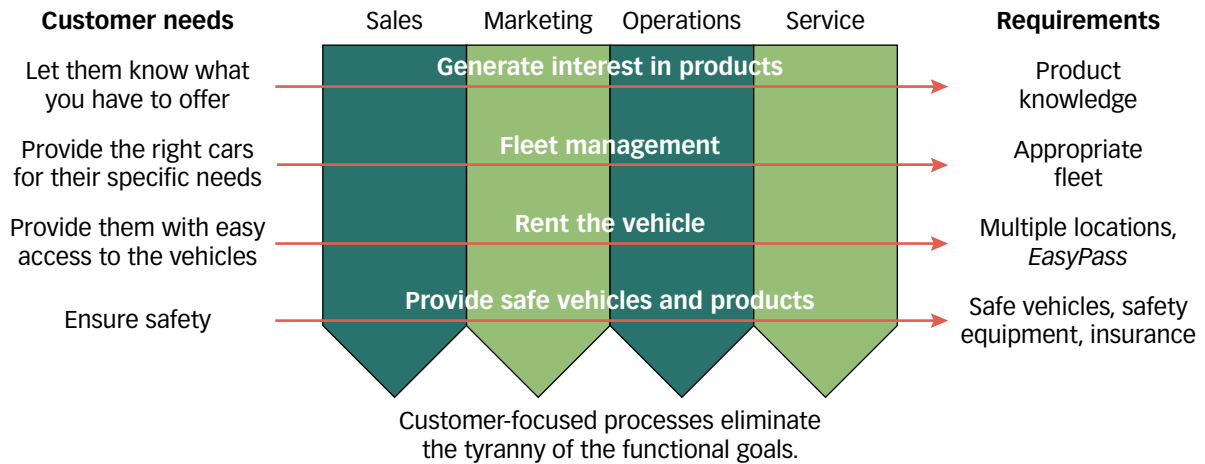 Customer needs
Sales
Marketing
Operations
Service
Requirements
Let them know what
you have to offer
Generate interest in products
Product
knowledge
Provide the right cars
for their specific needs
Fleet management
Appropriate
fleet
Provide them with easy
access to the vehicles
Rent the vehicle
Multiple locations,
EasyPass
Ensure safety
Provide safe vehicles and products
Safe vehicles, safety
equipment, insurance
Customer-focused processes eliminate
the tyranny of the functional goals.